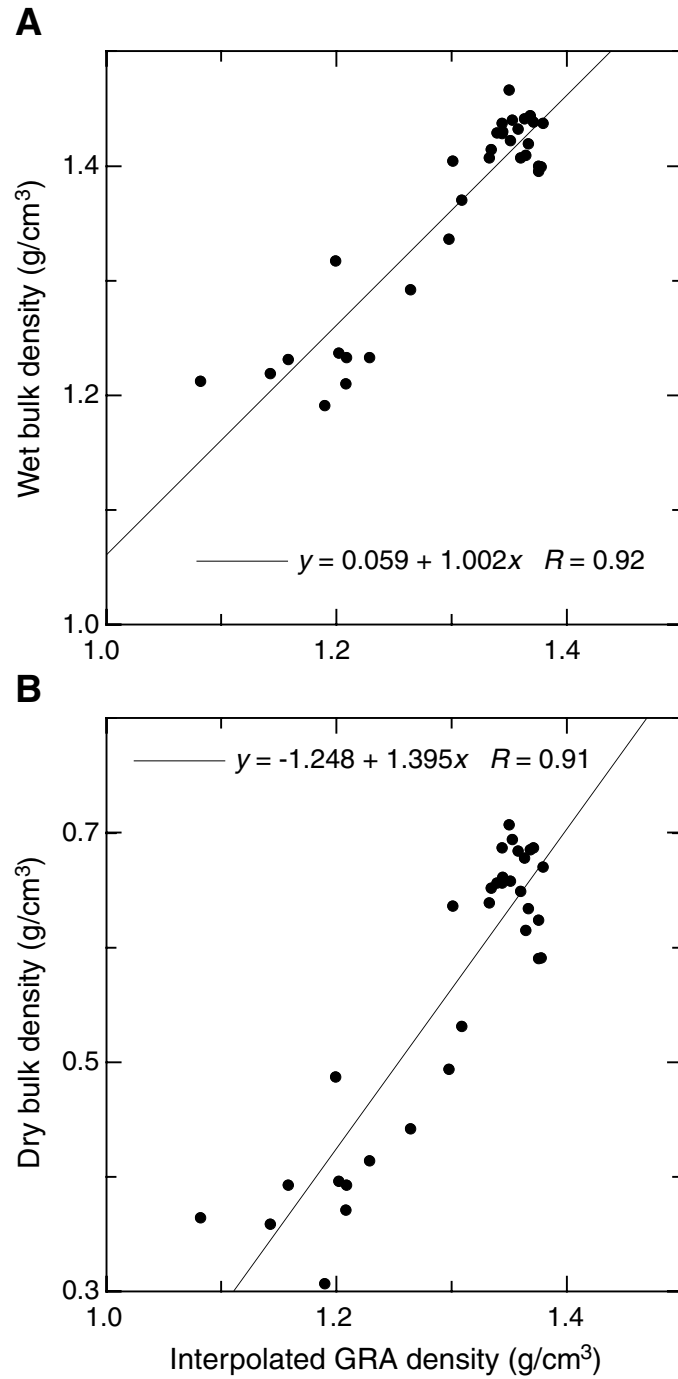 A
Wet bulk density (g/cm³)
1.4
1.2
1.0
y = 0.059 + 1.002x R = 0.92
1.0 1.2 1.4
B
Dry bulk density (g/cm³)
y = -1.248 + 1.395x R = 0.91
0.7
0.5
0.3
1.0 1.2 1.4
Interpolated GRA density (g/cm³)